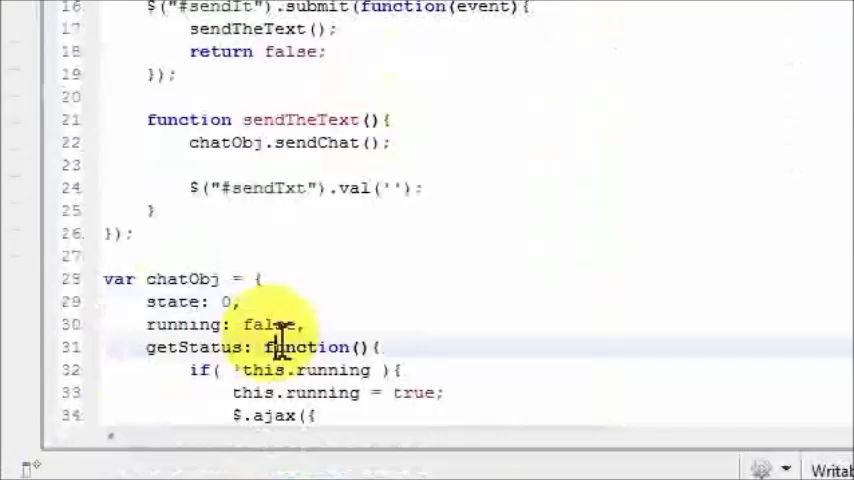 16 $("#sendIt").submit(function(event){
17 sendTheText();
18 return false;
19 });
20
21 function sendTheText(){
22 chatObj.sendChat();
23
24 $("#sendTxt").val('');
25 }
26 });
27
28 var chatObj = {
29 state: 0,
30 running: false,
31 getStatus: function(){
32 if( !this.running ){
33 this.running = true;
34 $.ajax({
Writab